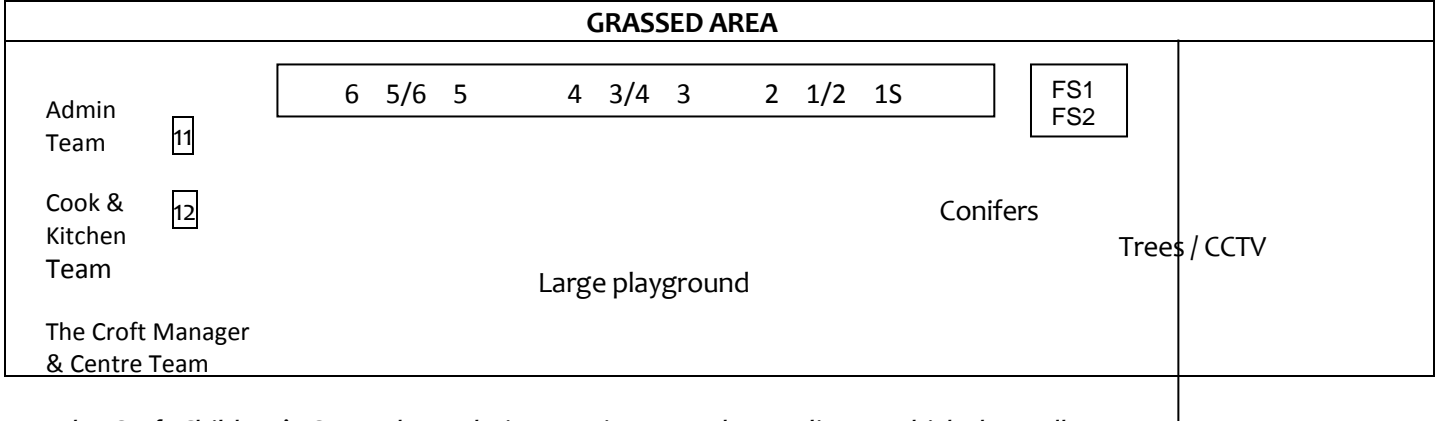 GRASSED AREA
6 5/6 5 4 3/4 3 2 1/2 1S
FS1
FS2
Admin
Team
11
Cook &
Kitchen
Team
12
Conifers
Trees / CCTV
Large playground
The Croft Manager
& Centre Team